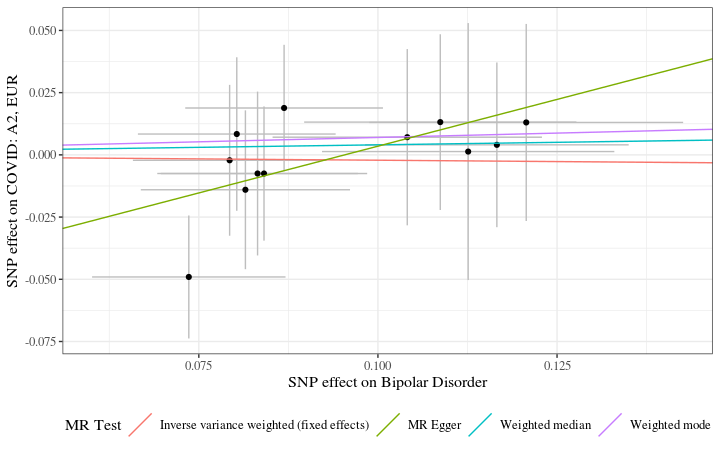 SNP effect on COVID: A2, EUR
0.050
0.025
0.000
-0.025
-0.050
-0.075
0.075 0.100 0.125
SNP effect on Bipolar Disorder
MR Test Inverse variance weighted (fixed effects) MR Egger Weighted median Weighted mode